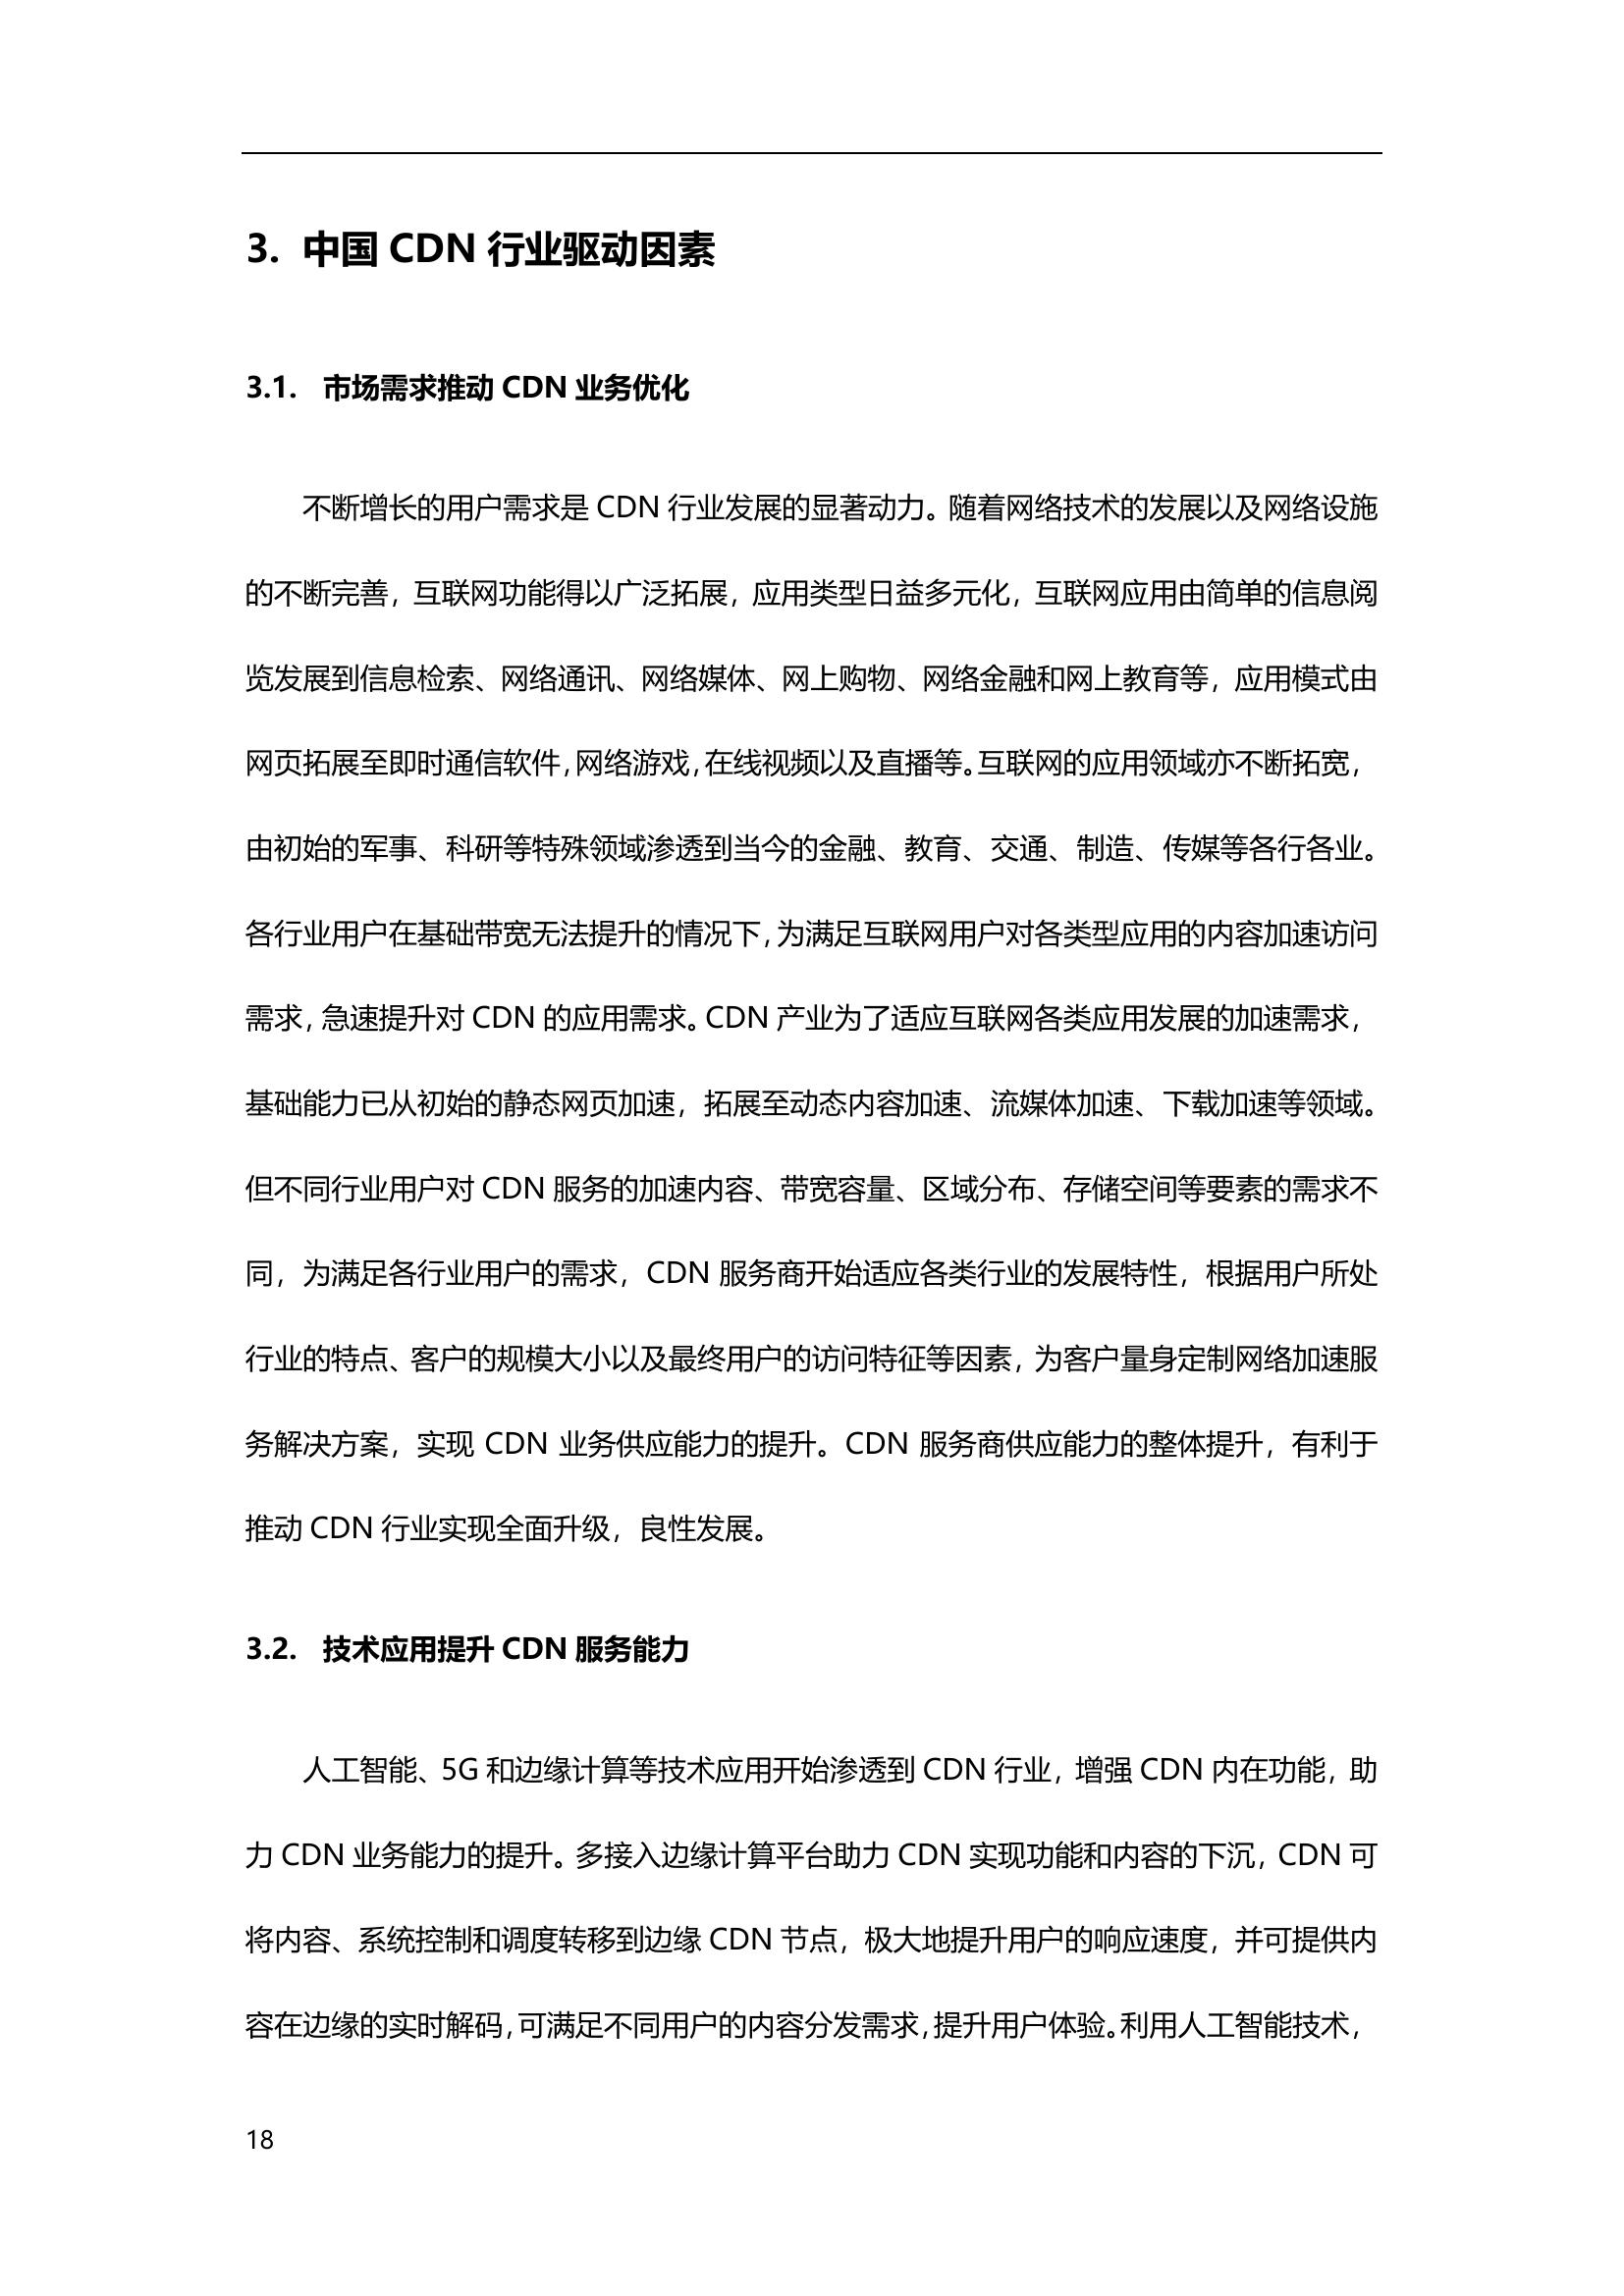 3. 中国 CDN 行业驱动因素
3.1. 市场需求推动 CDN 业务优化
不断增长的用户需求是 CDN 行业发展的显著动力。随着网络技术的发展以及网络设施
的不断完善，互联网功能得以广泛拓展，应用类型日益多元化，互联网应用由简单的信息阅
览发展到信息检索、网络通讯、网络媒体、网上购物、网络金融和网上教育等，应用模式由
网页拓展至即时通信软件，网络游戏，在线视频以及直播等。互联网的应用领域亦不断拓宽，
由初始的军事、科研等特殊领域渗透到当今的金融、教育、交通、制造、传媒等各行各业。
各行业用户在基础带宽无法提升的情况下，为满足互联网用户对各类型应用的内容加速访问
需求，急速提升对 CDN 的应用需求。CDN 产业为了适应互联网各类应用发展的加速需求，
基础能力已从初始的静态网页加速，拓展至动态内容加速、流媒体加速、下载加速等领域。
但不同行业用户对 CDN 服务的加速内容、带宽容量、区域分布、存储空间等要素的需求不
同，为满足各行业用户的需求，CDN 服务商开始适应各类行业的发展特性，根据用户所处
行业的特点、客户的规模大小以及最终用户的访问特征等因素，为客户量身定制网络加速服
务解决方案，实现 CDN 业务供应能力的提升。CDN 服务商供应能力的整体提升，有利于
推动 CDN 行业实现全面升级，良性发展。
3.2. 技术应用提升 CDN 服务能力
人工智能、5G 和边缘计算等技术应用开始渗透到 CDN 行业，增强 CDN 内在功能，助
力 CDN 业务能力的提升。多接入边缘计算平台助力 CDN 实现功能和内容的下沉，CDN 可
将内容、系统控制和调度转移到边缘 CDN 节点，极大地提升用户的响应速度，并可提供内
容在边缘的实时解码，可满足不同用户的内容分发需求，提升用户体验。利用人工智能技术，
18